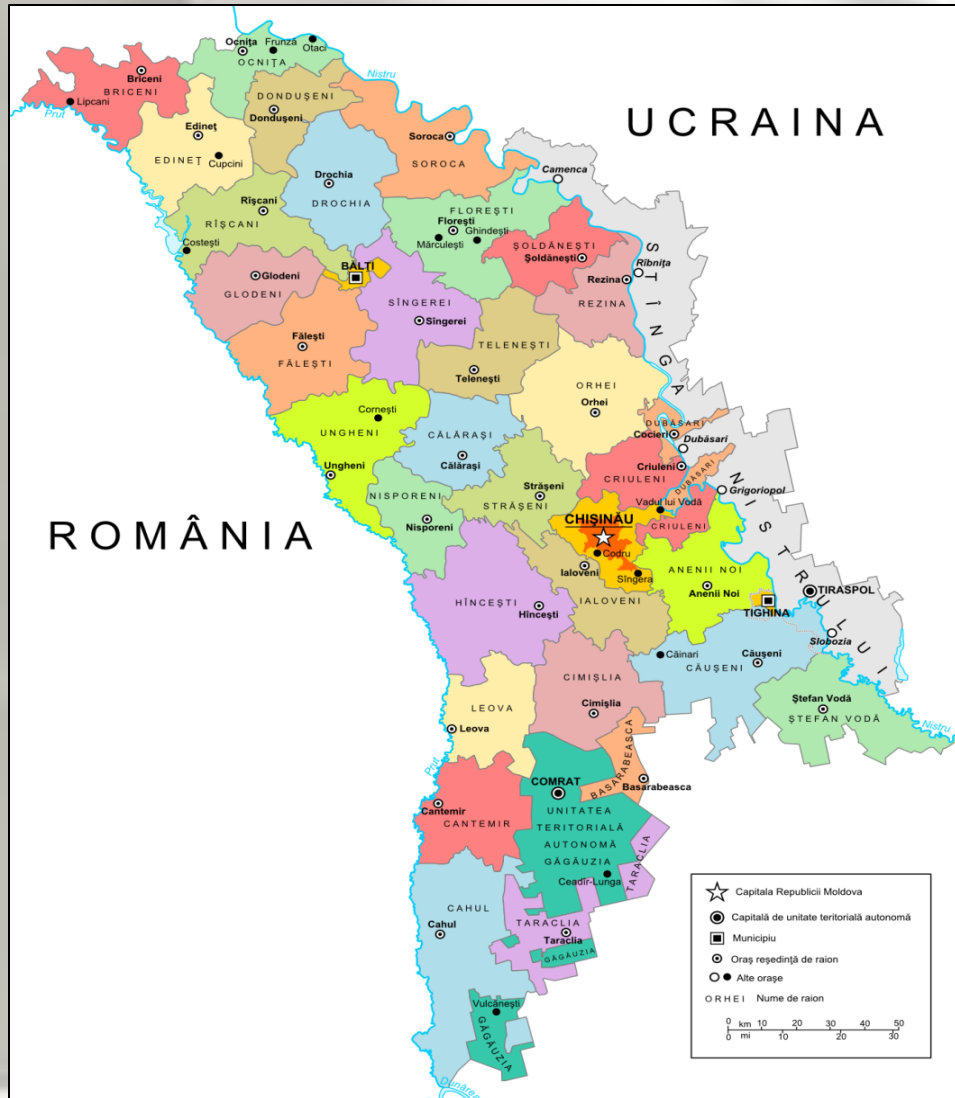 Ocnița
Frunză
Otaci
OCNIȚA
Briceni
BRICENI
Lipcani
Prut
Nistru
DONDUȘENI
Dondușeni
UCRAINA
Edineț
EDINEȚ
Cupcini
Soroca
SOROCA
Camenca
Drochia
DROCHIA
Rîșcani
RÎȘCANI
Costești
FLOREȘTI
Florești
Ghindești
Mărculești
ȘOLDĂNEȘTI
Șoldănești
Rezina
REZINA
Rîbnița
STÎNGA
NISTRULUI
BĂLȚI
Glodeni
GLODENI
SÎNGEREI
Sîngerei
Fălești
FĂLEȘTI
TELENEȘTI
Telenești
ORHEI
Orhei
Cornești
UNGHENI
Ungheni
CĂLĂRAȘI
Călărași
DUBĂSARI
Cocieri
Dubăsari
Criuleni
CRIULENI
DUBĂSARI
Grigoriopol
Strășeni
STRĂȘENI
NISPORENI
Nisporeni
Vadul lui Vodă
CRIULENI
ROMÂNIA
CHIȘINĂU
Codru
Sîngera
Ialoveni
IALOVENI
ANENII NOI
Anenii Noi
TIGHINA
TIRASPOL
Slobozia
HÎNCEȘTI
Hîncești
Căinari
Căușeni
CĂUȘENI
CIMIȘLIA
Cimișlia
LEOVA
Leova
Ștefan Vodă
ȘTEFAN VODĂ
Nistru
Prut
BASARABEASCA
Basarabeasca
COMRAT
UNITATEA
TERITORIALĂ
AUTONOMĂ
GĂGĂUZIA
Ceadîr-Lunga
TARACLIA
Cantemir
CANTEMIR
CAHUL
Cahul
TARACLIA
Taraclia
GĂGĂUZIA
Vulcănești
GĂGĂUZIA
Dunărea
Capitala Republicii Moldova
Capitală de unitate teritorială autonomă
Municipiu
Oraș reședință de raion
Alte orașe
ORHEI Nume de raion
0 km 10 20 30 40 50
0 mi 10 20 30